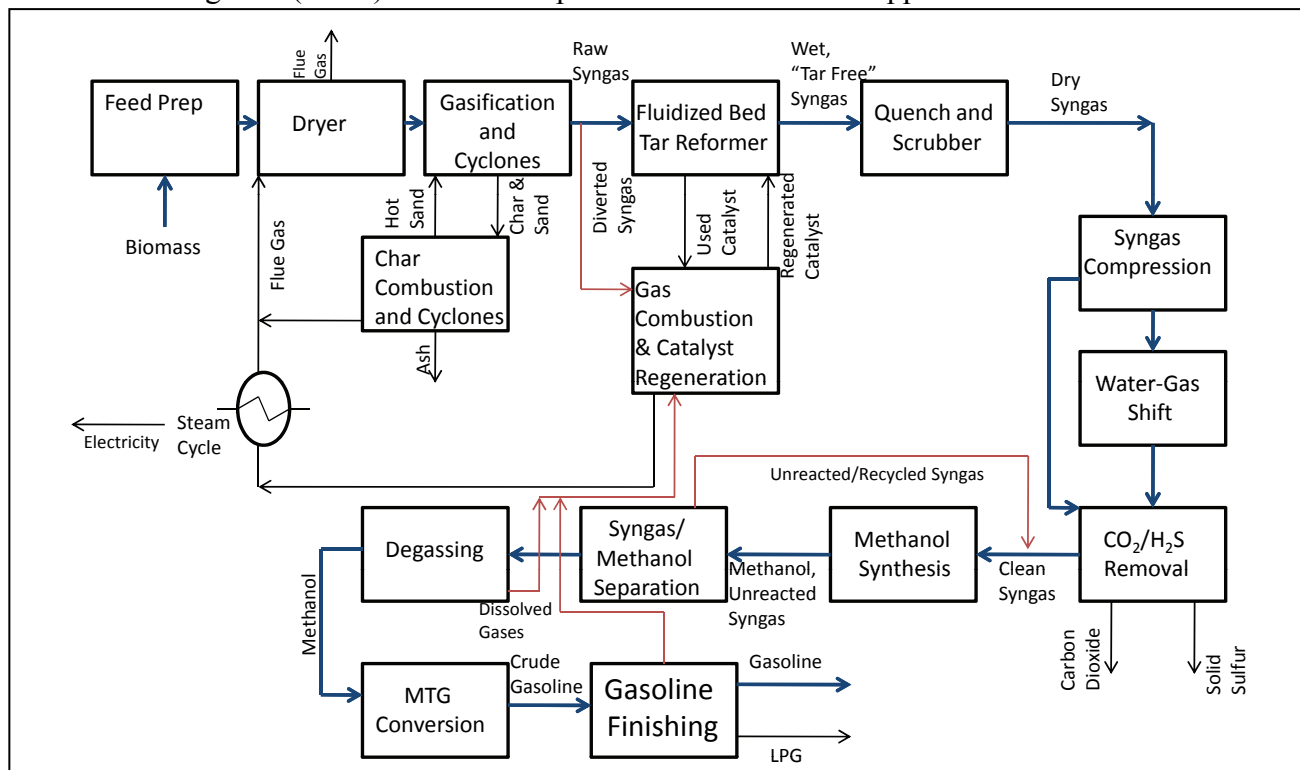 Feed Prep
Biomass
Flue
Gas
Dryer
Flue Gas
Gasification
and
Cyclones
Hot
Sand
Char &
Sand
Char
Combustion
and Cyclones
Ash
Raw
Syngas
Diverted
Syngas
Fluidized Bed
Tar Reformer
Used
Catalyst
Regenerated
Catalyst
Gas
Combustion
& Catalyst
Regeneration
Wet,
“Tar Free”
Syngas
Quench and
Scrubber
Dry
Syngas
Syngas
Compression
Water-Gas
Shift
CO₂/H₂S
Removal
Carbon
Dioxide
Solid
Sulfur
Clean
Syngas
Unreacted/Recycled Syngas
Methanol
Synthesis
Methanol,
Unreacted
Syngas
Syngas/
Methanol
Separation
Degassing
Dissolved
Gases
Methanol
MTG
Conversion
Crude
Gasoline
Gasoline
Finishing
Gasoline
LPG
Steam
Cycle
Electricity